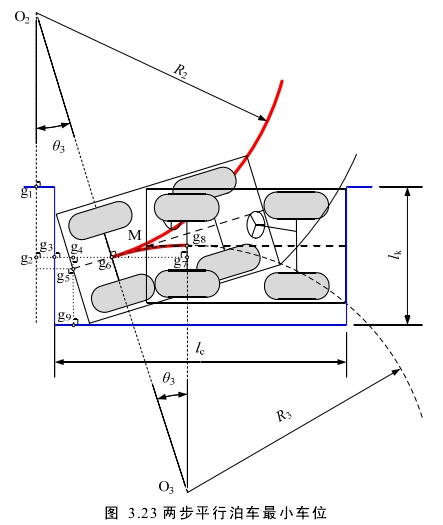 O₂
R₂
θ₃
g₁
M
g₈
g₂ g₃ g₄
g₅ g₆ g₇
lₖ
g₉
l_c
θ₃
R₃
O₃
图 3.23 两步平行泊车最小车位